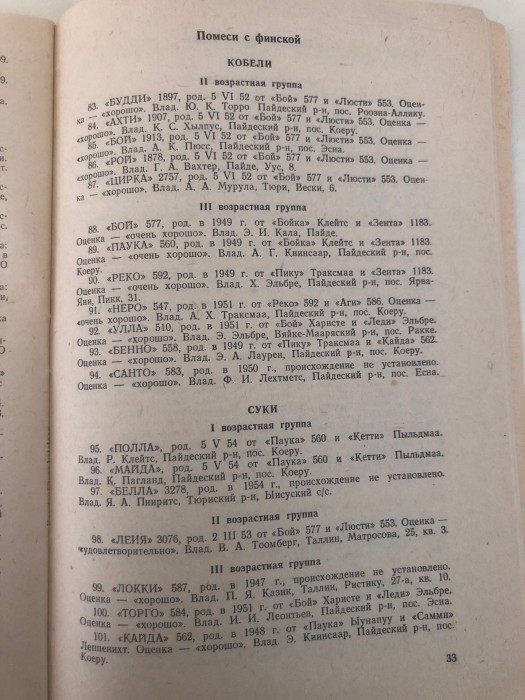 Помеси с финской
КОБЕЛИ
II возрастная группа
83. «БУДДИ» 1897, род. 5 VI 52 от «Бой» 577 и «Люсти» 553. Оцен-
ка — «хорошо». Влад. Ю. К. Торро Пайдеский р-н, пос. Роозна-Аллику.
84. «АХТИ» 1907, род. 5 VI 52 от «Бой» 577 и «Люсти» 553. Оценка —
«хорошо». Влад. К. С. Хылпус, Пайдеский р-н, пос. Коеру.
85. «БОЙ» 1913, род. 5 VI 52 от «Бой» 577 и «Люсти» 553. Оценка —
«хорошо». Влад. А. К. Пюсс, Пайдеский р-н, пос. Эсна.
86. «РОЙ» 1878, род. 5 VI 52 от «Бой» 577 и «Люсти» 553. Оценка —
«хорошо». Влад. Г. А. Вахтер, Пайде, Уус, 8.
87. «ЦИРКА» 2757, род. 5 VI 52 от «Бой» 577 и «Люсти» 553. Оцен-
ка — «хорошо». Влад. А. А. Мурула, Тюри, Вески, 6.
III возрастная группа
88. «БОЙ» 577, род. в 1949 г. от «Бойка» Клейтс и «Зента» 1183.
Оценка — «очень хорошо». Влад. Э. И. Кала, Пайде.
89. «ПАУКА» 560, род. в 1949 г. от «Бойка» Клейтс и «Зента» 1183.
Оценка — «очень хорошо». Влад. А. Г. Киннсаар, Пайдеский р-н, пос.
Коеру.
90. «РЕКО» 592, род. в 1949 г. от «Пику» Траксмаа и «Зента» 1183.
Оценка — «очень хорошо». Влад. Х. Эльбре, Пайдеский р-н, пос. Ярва-
Яни, Пикк, 31.
91. «НЕРО» 547, род. в 1951 г. от «Реко» 592 и «Аги» 586. Оценка —
«очень хорошо». Влад. А. Х. Траксмаа, Пайдеский р-н, пос. Коеру.
92. «УЛЛА» 510, род. в 1951 г. от «Бой» Харисте и «Леди» Эльбре.
Оценка — «хорошо». Влад. Э. Эльбре, Вяйке-Мааряский р-н, пос. Ракке.
93. «БЕННО» 558, род. в 1949 г. от «Пику» Траксмаа и «Кайда» 562.
Оценка — «хорошо». Влад. Э. А. Лаурен, Пайдеский р-н, пос. Коеру.
94. «САНТО» 583, род. в 1950 г., происхождение не установлено.
Оценка — «хорошо». Влад. Ф. И. Лехтметс, Пайдеский р-н, пос. Есна.
СУКИ
I возрастная группа
95. «ПОЛЛА», род. 5 V 54 от «Паука» 560 и «Кетти» Пыльдмаа.
Влад. Р. Клейтс, Пайдеский р-н, пос. Коеру.
96. «МАЙДА», род. 5 V 54 от «Паука» 560 и «Кетти» Пыльдмаа.
Влад. К. Пагланд, Пайдеский р-н, пос. Коеру.
97. «БЕЛЛА» 3278, род. в 1954 г., происхождение не установлено.
Влад. Я. А. Пииритс, Тюриский р-н, Ыисуский с/с.
II возрастная группа
98. «ЛЕИЯ» 3076, род. 2 III 53 от «Бой» 577 и «Люсти» 553. Оценка —
«удовлетворительно». Влад. В. А. Тоомберг, Таллин, Матросова, 25, кв. 3.
III возрастная группа
99. «ЛОККИ» 587, род. в 1947 г., происхождение не установлено.
Оценка — «хорошо». Влад. П. Я. Казик, Таллин, Ристику, 27-а, кв. 10.
100. «ТОРГО» 584, род. в 1951 г. от «Бой» Харисте и «Леди» Эльбре.
Оценка — «хорошо». Влад. И. И. Леонтьев, Пайдеский р-н, пос. Эсна.
101. «КАЙДА» 562, род. в 1948 г. от «Паука» Ыунапуу и «Самми»
Леппенихт. Оценка — «хорошо». Влад. Э. Киннсаар, Пайдеский р-н, пос.
Коеру.
33